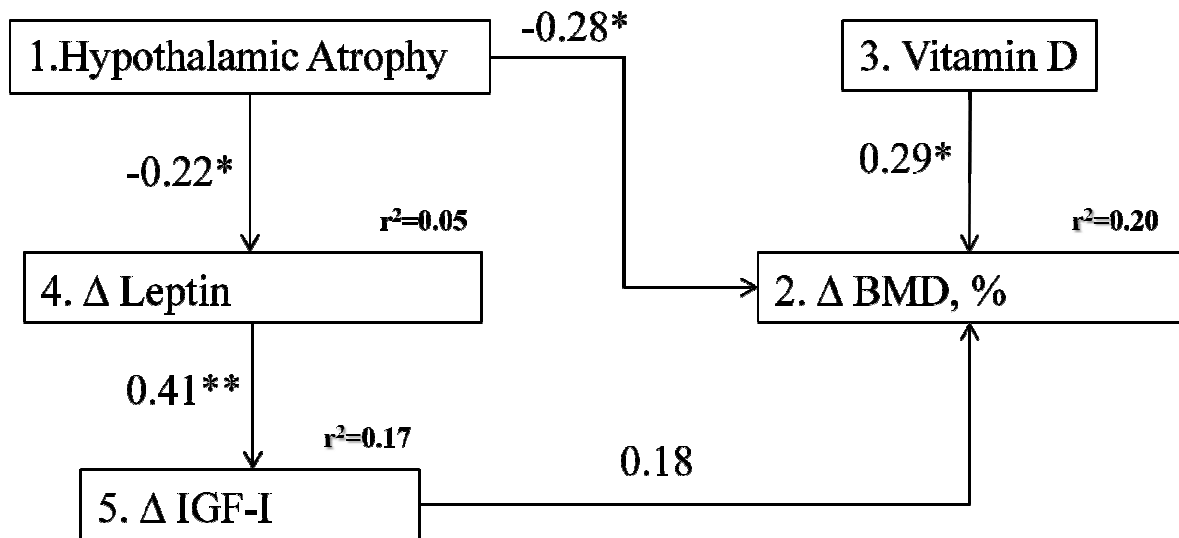 -0.28*
1.Hypothalamic Atrophy
3. Vitamin D
-0.22*
0.29*
r²=0.05
r²=0.20
4. Δ Leptin
2. Δ BMD, %
0.41**
r²=0.17
0.18
5. Δ IGF-I